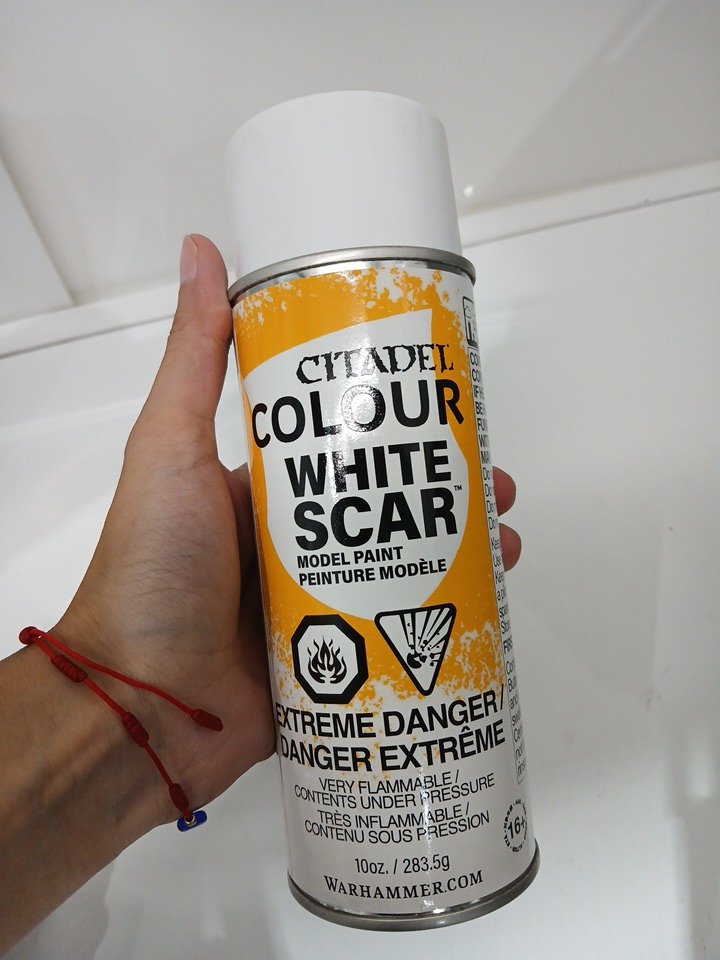 CITADEL
COLOUR
WHITE
SCAR™
MODEL PAINT
PEINTURE MODÈLE
EXTREME DANGER /
DANGER EXTRÊME
VERY FLAMMABLE /
CONTENTS UNDER PRESSURE
TRÈS INFLAMMABLE /
CONTENU SOUS PRESSION
10oz. / 283.5g
WARHAMMER.COM
16+